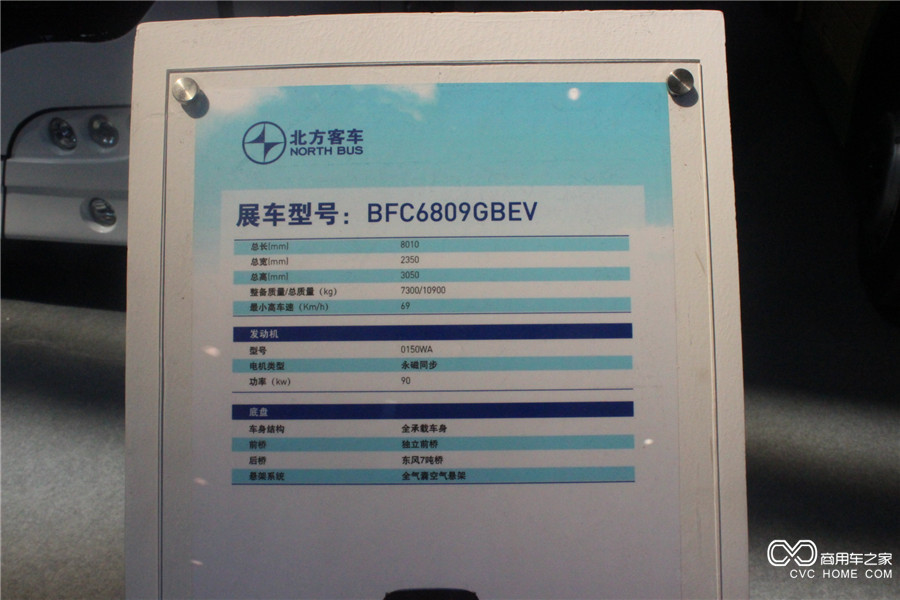 北方客车
NORTH BUS
展车型号：BFC6809GBEV
总长(mm) 8010
总宽(mm) 2350
总高(mm) 3050
整备质量/总质量（kg） 7300/10900
最小高车速（Km/h） 69
发动机
型号 0150WA
电机类型 永磁同步
功率（kw） 90
底盘
车身结构 全承载车身
前桥 独立前桥
后桥 东风7吨桥
悬架系统 全气囊空气悬架
商用车之家
CVC HOME COM